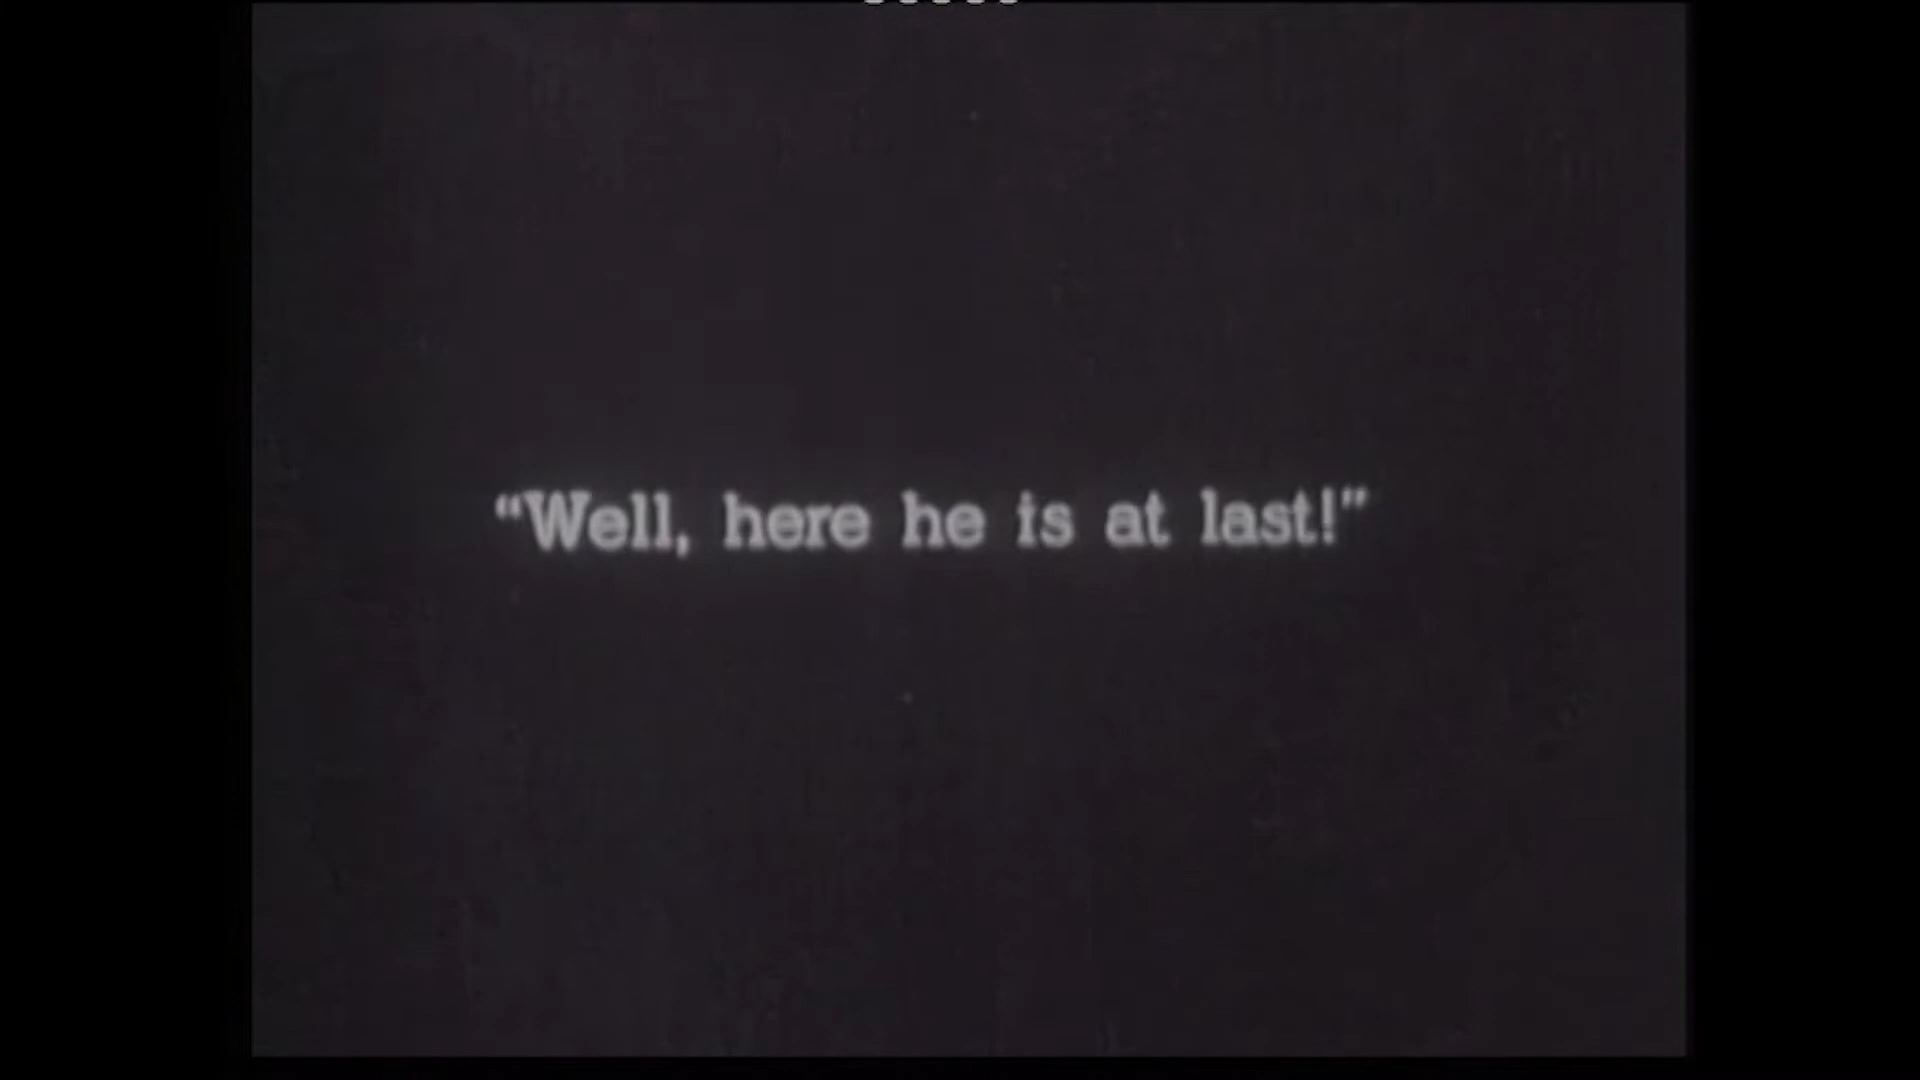 “Well, here he is at last!”